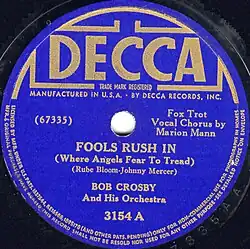 DECCA
TRADE MARK REGISTERED
MANUFACTURED IN U.S.A. - BY DECCA RECORDS, INC.
(67335)
Fox Trot
Vocal Chorus by
Marion Mann
FOOLS RUSH IN
(Where Angels Fear To Tread)
(Rube Bloom-Johnny Mercer)
BOB CROSBY
And His Orchestra
3154 A